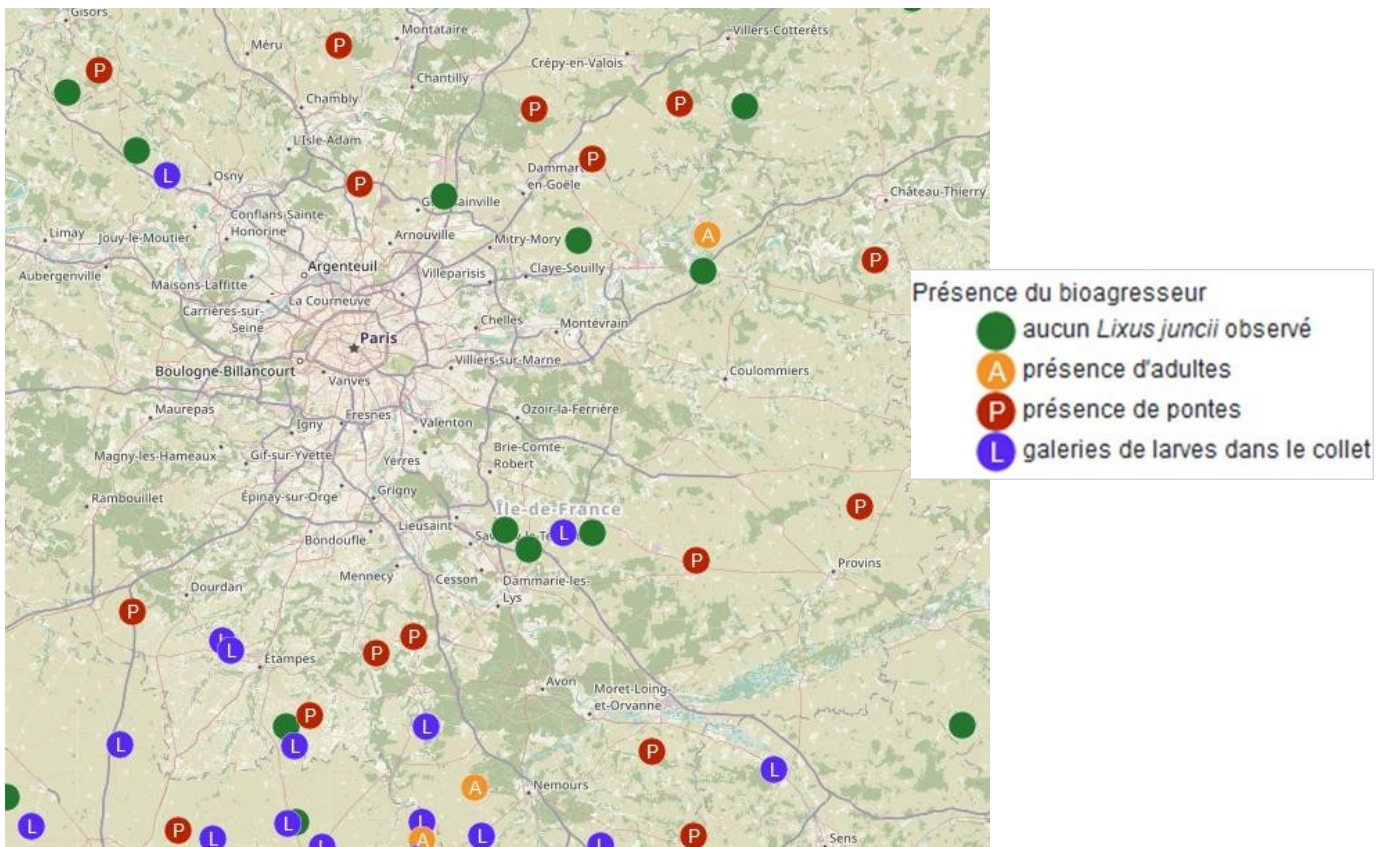 Gisors
Montataire
Villers-Cotterêts
Méru
P
P
Crépy-en-Valois
Chantilly
Chambly
P
P
L'Isle-Adam
P
Dammart
en-Goële
L
Osny
P
Château-Thierry
Conflans-Sainte-
Honorine
Limay
Jouy-le-Moutier
Arnouville
Mitry-Mory
A
P
Aubergenville
Argenteuil
Villeparisis
Claye-Souilly
Maisons-Laffitte
La Courneuve
Carrières-sur-
Seine
Chelles
Montévrain
Paris
Villiers-sur-Marne
Boulogne-Billancourt
Vanves
Coulommiers
Maurepas
Fresnes
Valenton
Ozoir-la-Ferrière
Igny
Magny-les-Hameaux
Gif-sur-Yvette
Yerres
Brie-Comte-
Robert
Rambouillet
Épinay-sur-Orge
Grigny
Île-de-France
P
Lieusaint
L
Bondoufle
P
Provins
Mennecy
Cesson
Dammarie-les-
Lys
Dourdan
P
L
L
P
P
Étampes
Avon
Moret-Loing-
et-Orvanne
P
L
L
L
P
L
A
Nemours
L
P
L
L
L
L
A
L
L
P
Sens
Présence du bioagresseur
aucun Lixus juncii observé
A présence d'adultes
P présence de pontes
L galeries de larves dans le collet